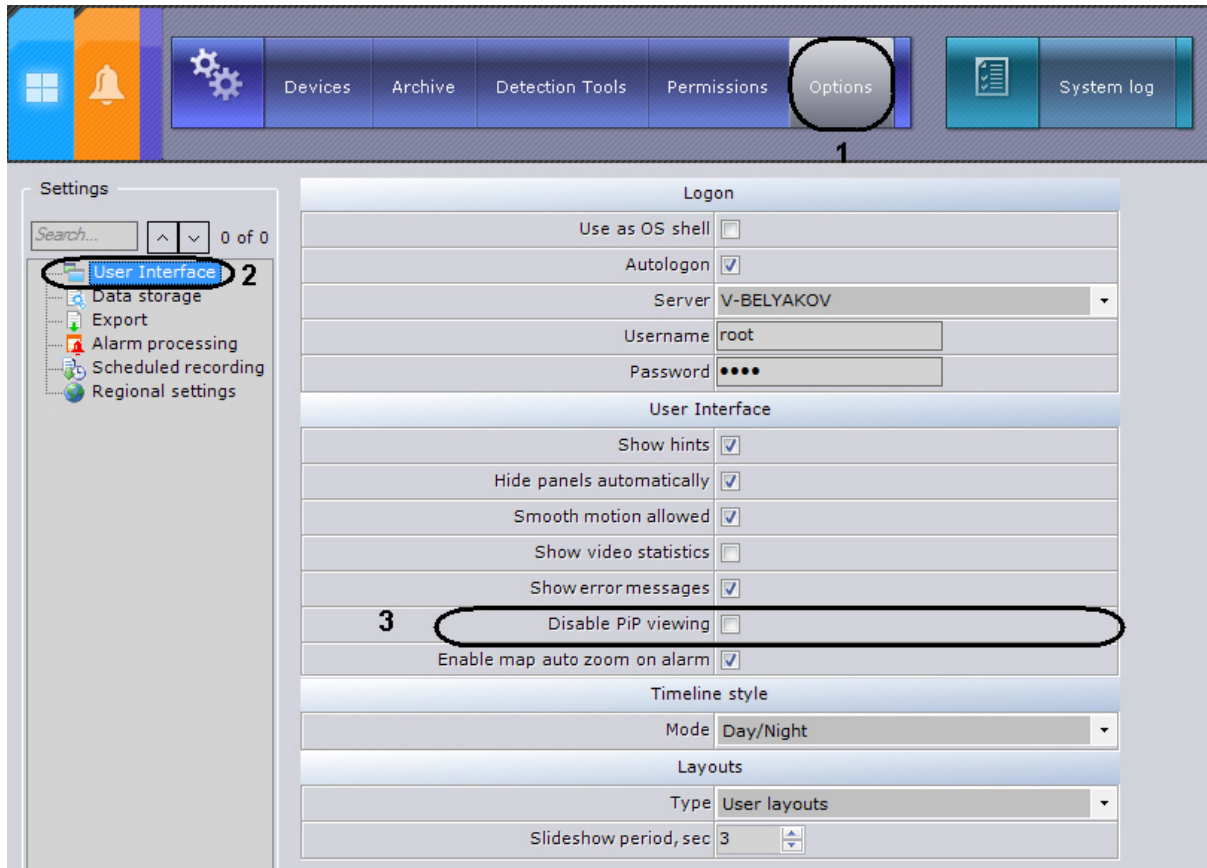 Devices Archive Detection Tools Permissions Options System log
1
Settings
Search... 0 of 0
User Interface 2
Data storage
Export
Alarm processing
Scheduled recording
Regional settings
Logon
Use as OS shell
Autologon
Server V-BELYAKOV
Username root
Password ••••
User Interface
Show hints
Hide panels automatically
Smooth motion allowed
Show video statistics
Show error messages
3 Disable PiP viewing
Enable map auto zoom on alarm
Timeline style
Mode Day/Night
Layouts
Type User layouts
Slideshow period, sec 3